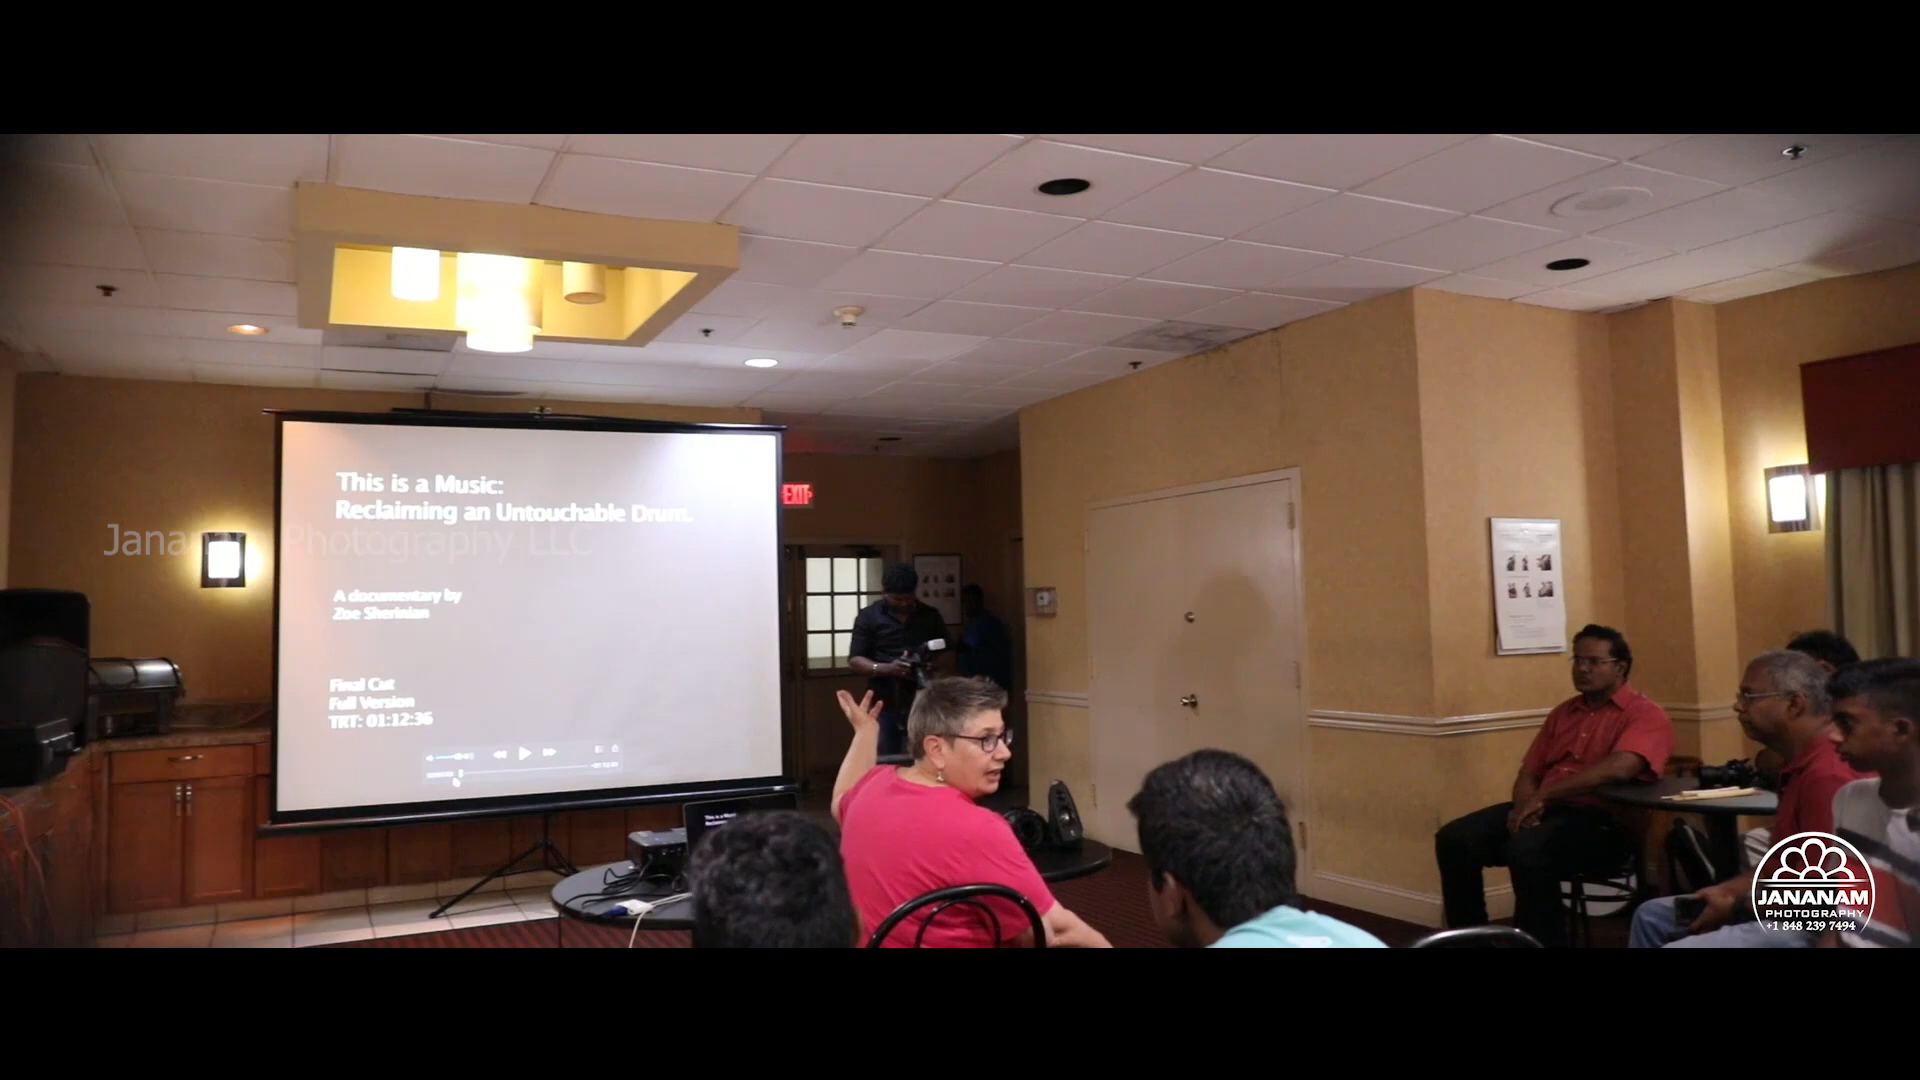 This is a Music:
Reclaiming an Untouchable Drum.
Jananam Photography LLC
A documentary by
Zoe Sherinian
Final Cut
Full Version
TRT: 01:12:36
EXIT
JANANAM
PHOTOGRAPHY
+1 848 239 7494